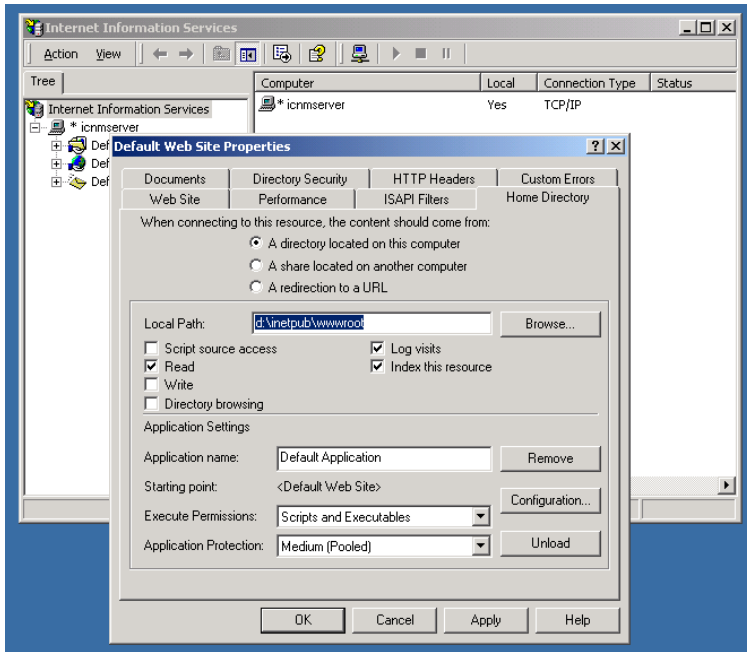 Internet Information Services
Action View
Tree
Computer Local Connection Type Status
Internet Information Services
* icnmserver Yes TCP/IP
* icnmserver
Def
Def
Def
Default Web Site Properties
Documents Directory Security HTTP Headers Custom Errors
Web Site Performance ISAPI Filters Home Directory
When connecting to this resource, the content should come from:
A directory located on this computer
A share located on another computer
A redirection to a URL
Local Path: d:\inetpub\wwwroot Browse...
Script source access Log visits
Read Index this resource
Write
Directory browsing
Application Settings
Application name: Default Application Remove
Starting point: <Default Web Site>
Configuration...
Execute Permissions: Scripts and Executables
Application Protection: Medium (Pooled) Unload
OK Cancel Apply Help